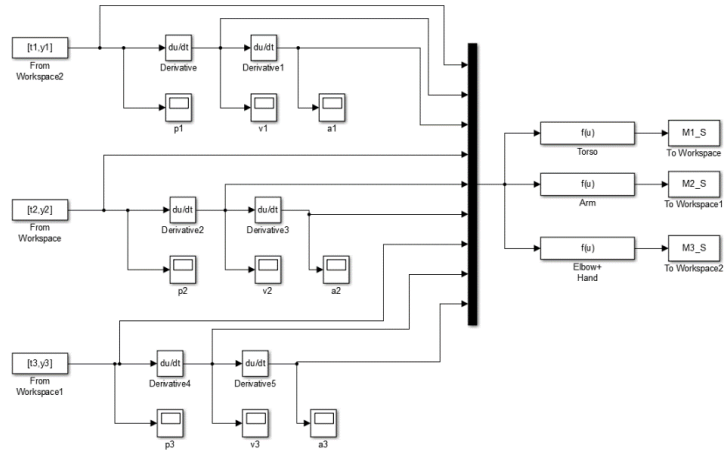 [t1,y1]
From
Workspace2
du/dt
Derivative
du/dt
Derivative1
p1
v1
a1
[t2,y2]
From
Workspace
du/dt
Derivative2
du/dt
Derivative3
p2
v2
a2
[t3,y3]
From
Workspace1
du/dt
Derivative4
du/dt
Derivative5
p3
v3
a3
f(u)
Torso
M1_S
To Workspace
f(u)
Arm
M2_S
To Workspace1
f(u)
Elbow+
Hand
M3_S
To Workspace2